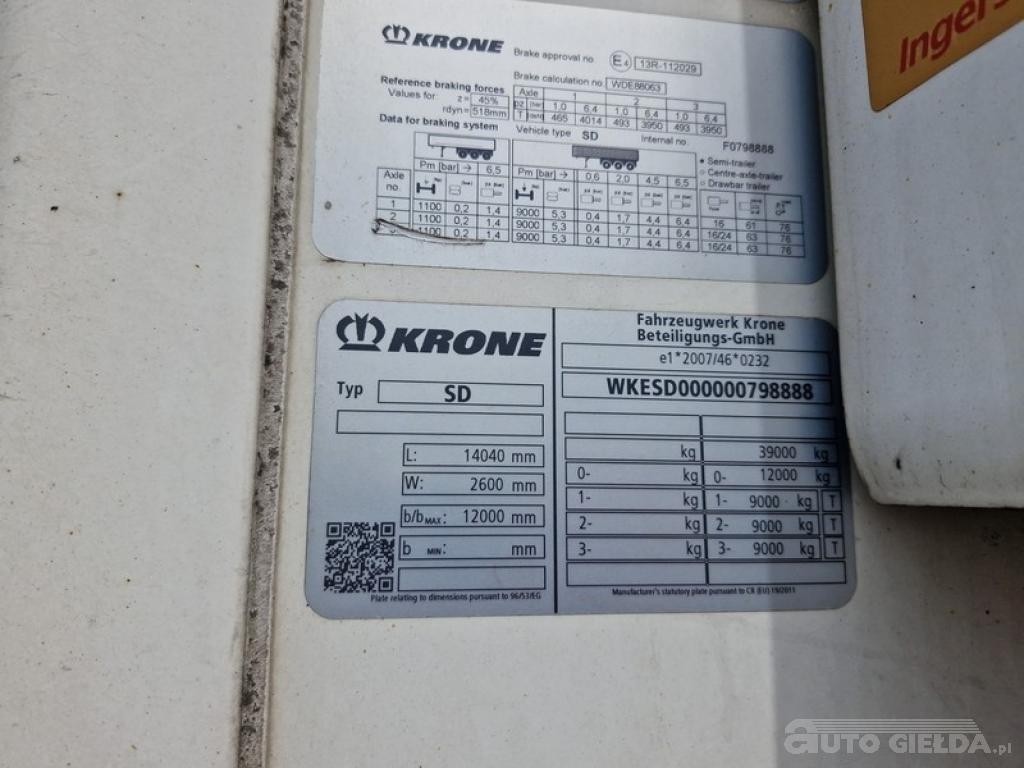 KRONE
Brake approval no. E4 13R-112029
Brake calculation no. WDE88063
Reference braking forces
Values for: z = 45%
rdyn = 518mm
Axle 1 2 3
pz [bar] 1,0 6,4 1,0 6,4 1,0 6,4
T 465 4014 493 3950 493 3950
Data for braking system
Vehicle type SD Internal no. F0798888
Semi-trailer
Centre-axle-trailer
Drawbar trailer
Pm [bar] → 6,5 Pm [bar] → 0,6 2,0 4,5 6,5
Axle no.
1 1100 0,2 1,4 9000 5,3 0,4 1,7 4,4 6,4 16 61 76
2 1100 0,2 1,4 9000 5,3 0,4 1,7 4,4 6,4 16/24 63 76
3 1100 0,2 1,4 9000 5,3 0,4 1,7 4,4 6,4 16/24 63 76
KRONE
Typ SD
L: 14040 mm
W: 2600 mm
b/b MAX: 12000 mm
b MIN: mm
Plate relating to dimensions pursuant to 96/53/EG
Fahrzeugwerk Krone
Beteiligungs-GmbH
e1*2007/46*0232
WKESD000000798888
kg 39000 kg
0- 0- 12000 kg
1- kg 1- 9000 kg T
2- kg 2- 9000 kg T
3- kg 3- 9000 kg T
Manufacturer's statutory plate pursuant to CR (EU) 19/2011
AUTO GIEŁDA.pl